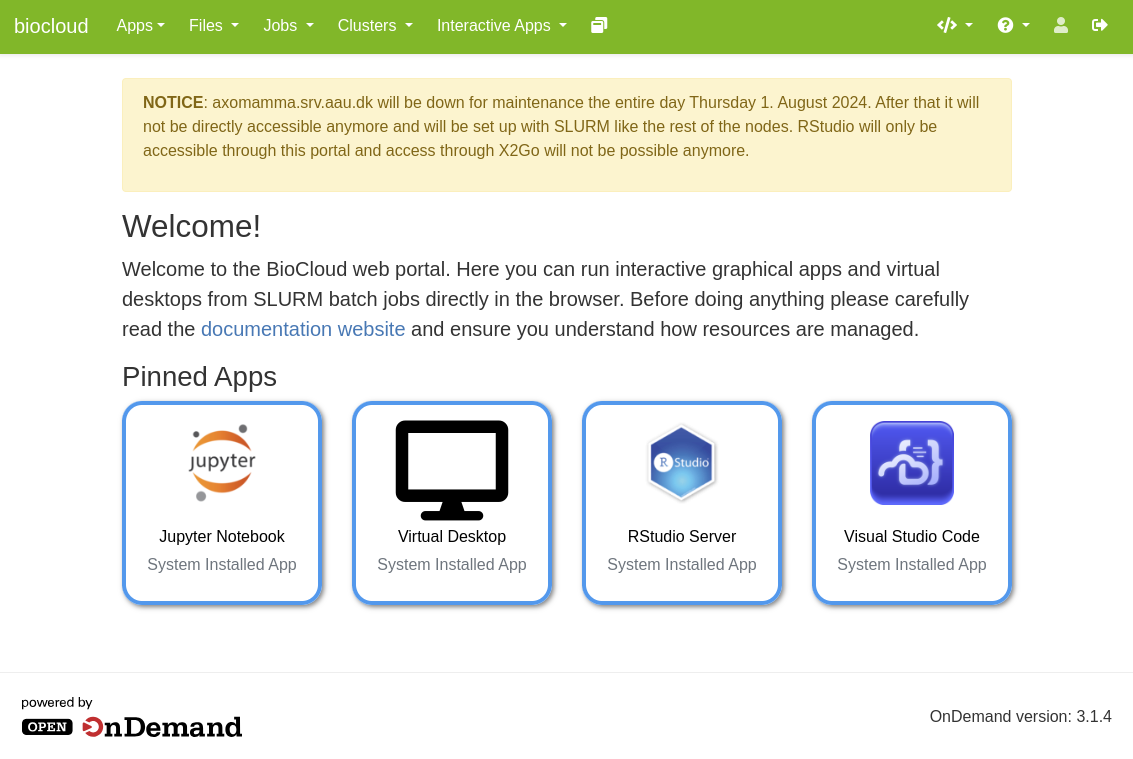 biocloud Apps Files Jobs Clusters Interactive Apps
NOTICE: axomamma.srv.aau.dk will be down for maintenance the entire day Thursday 1. August 2024. After that it will
not be directly accessible anymore and will be set up with SLURM like the rest of the nodes. RStudio will only be
accessible through this portal and access through X2Go will not be possible anymore.
Welcome!
Welcome to the BioCloud web portal. Here you can run interactive graphical apps and virtual
desktops from SLURM batch jobs directly in the browser. Before doing anything please carefully
read the documentation website and ensure you understand how resources are managed.
Pinned Apps
jupyter
R Studio
Jupyter Notebook
System Installed App
Virtual Desktop
System Installed App
RStudio Server
System Installed App
Visual Studio Code
System Installed App
powered by
OPEN OnDemand
OnDemand version: 3.1.4